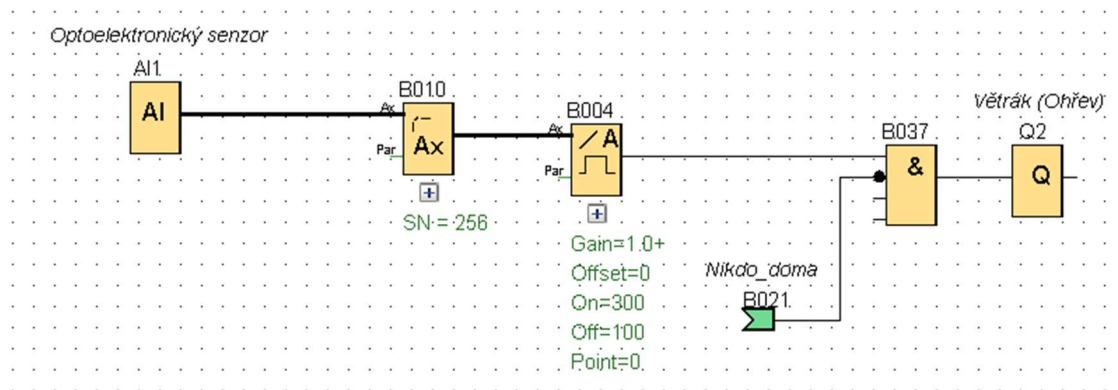 Optoelektronický senzor
AI1
AI
B010
Ax
Ax
Par
SN = 256
B004
Ax
A
Par
Gain=1.0+
Offset=0
On=300
Off=100
Point=0
Nikdo_doma
B021
B037
&
Větrák (Ohřev)
Q2
Q